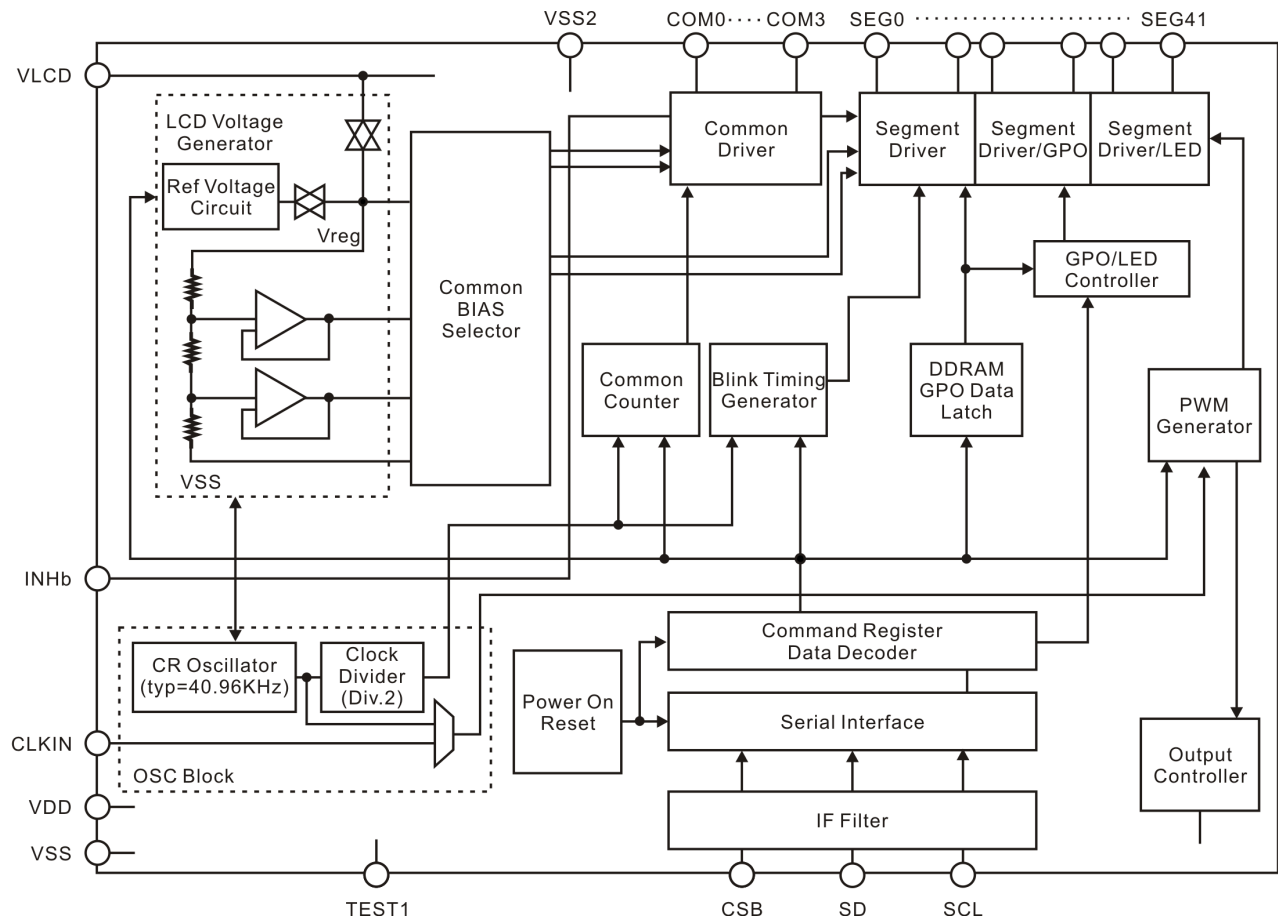 VSS2
COM0
COM3
SEG0
SEG41
VLCD
LCD Voltage
Generator
Ref Voltage
Circuit
Vreg
VSS
Common
BIAS
Selector
Common
Driver
Segment
Driver
Segment
Driver/GPO
Segment
Driver/LED
GPO/LED
Controller
Common
Counter
Blink Timing
Generator
DDRAM
GPO Data
Latch
PWM
Generator
INHb
CR Oscillator
(typ=40.96KHz)
Clock
Divider
(Div.2)
OSC Block
Power On
Reset
Command Register
Data Decoder
Serial Interface
IF Filter
Output
Controller
CLKIN
VDD
VSS
TEST1
CSB
SD
SCL